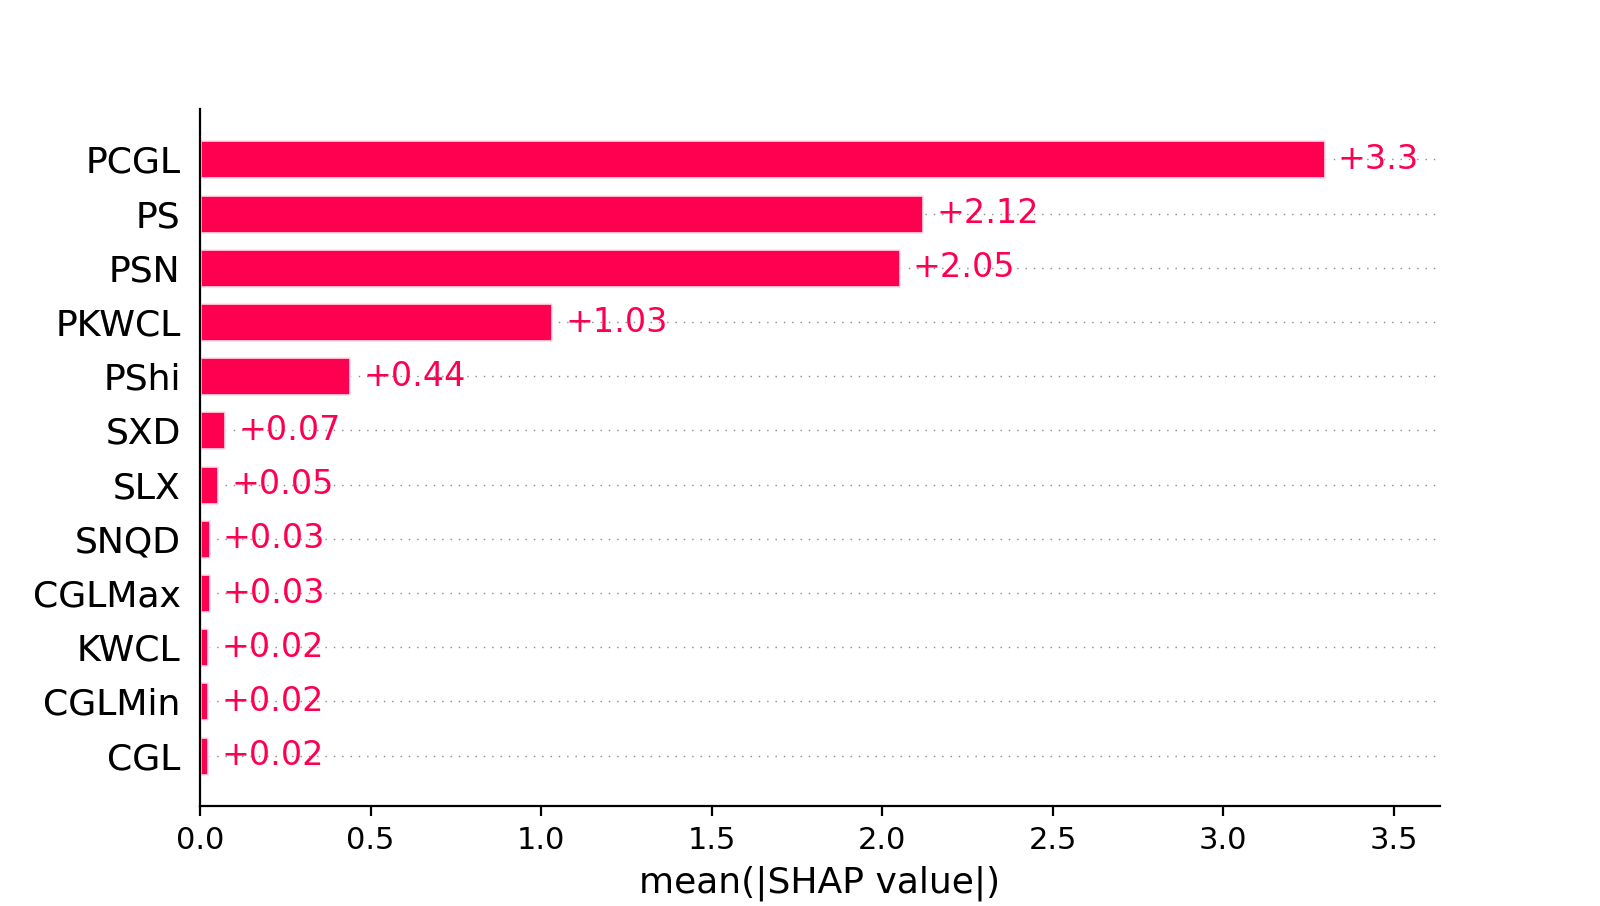 PCGL +3.3
PS +2.12
PSN +2.05
PKWCL +1.03
PShi +0.44
SXD +0.07
SLX +0.05
SNQD +0.03
CGLMax +0.03
KWCL +0.02
CGLMin +0.02
CGL +0.02
0.0 0.5 1.0 1.5 2.0 2.5 3.0 3.5
mean(|SHAP value|)